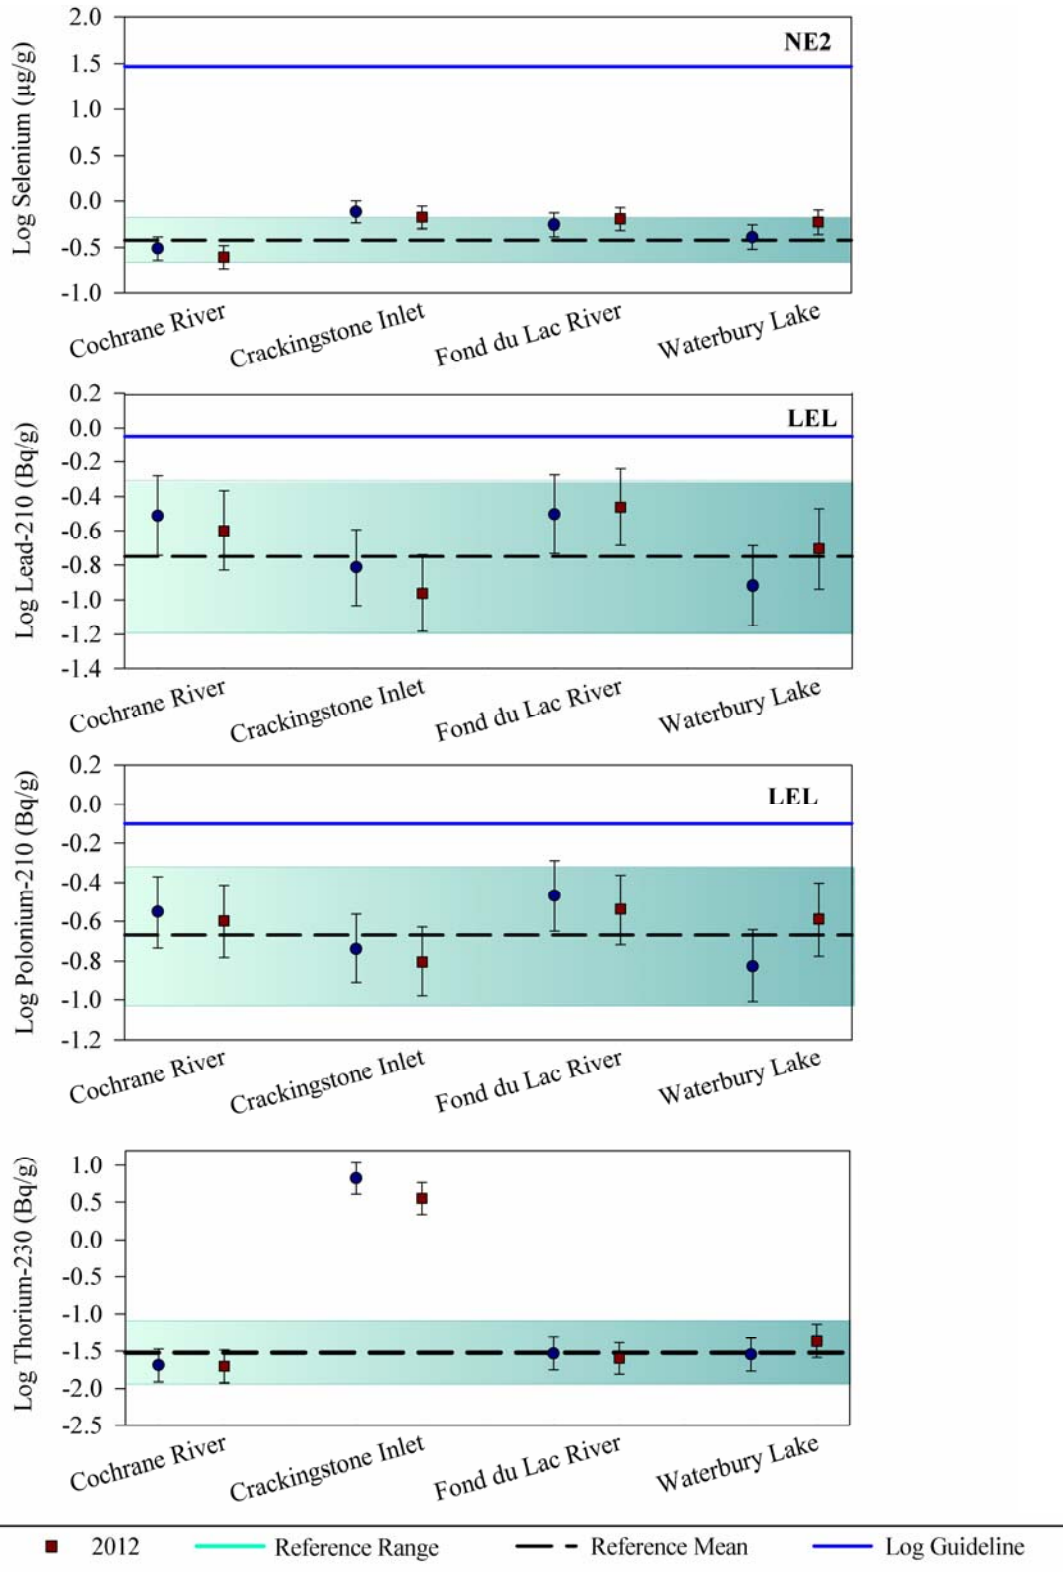 Log Selenium (µg/g)
2.0
1.5
1.0
0.5
0.0
-0.5
-1.0
NE2
Cochrane River
Crackingstone Inlet
Fond du Lac River
Waterbury Lake
Log Lead-210 (Bq/g)
0.2
0.0
-0.2
-0.4
-0.6
-0.8
-1.0
-1.2
-1.4
LEL
Cochrane River
Crackingstone Inlet
Fond du Lac River
Waterbury Lake
Log Polonium-210 (Bq/g)
0.2
0.0
-0.2
-0.4
-0.6
-0.8
-1.0
-1.2
LEL
Cochrane River
Crackingstone Inlet
Fond du Lac River
Waterbury Lake
Log Thorium-230 (Bq/g)
1.0
0.5
0.0
-0.5
-1.0
-1.5
-2.0
-2.5
Cochrane River
Crackingstone Inlet
Fond du Lac River
Waterbury Lake
2012 Reference Range Reference Mean Log Guideline